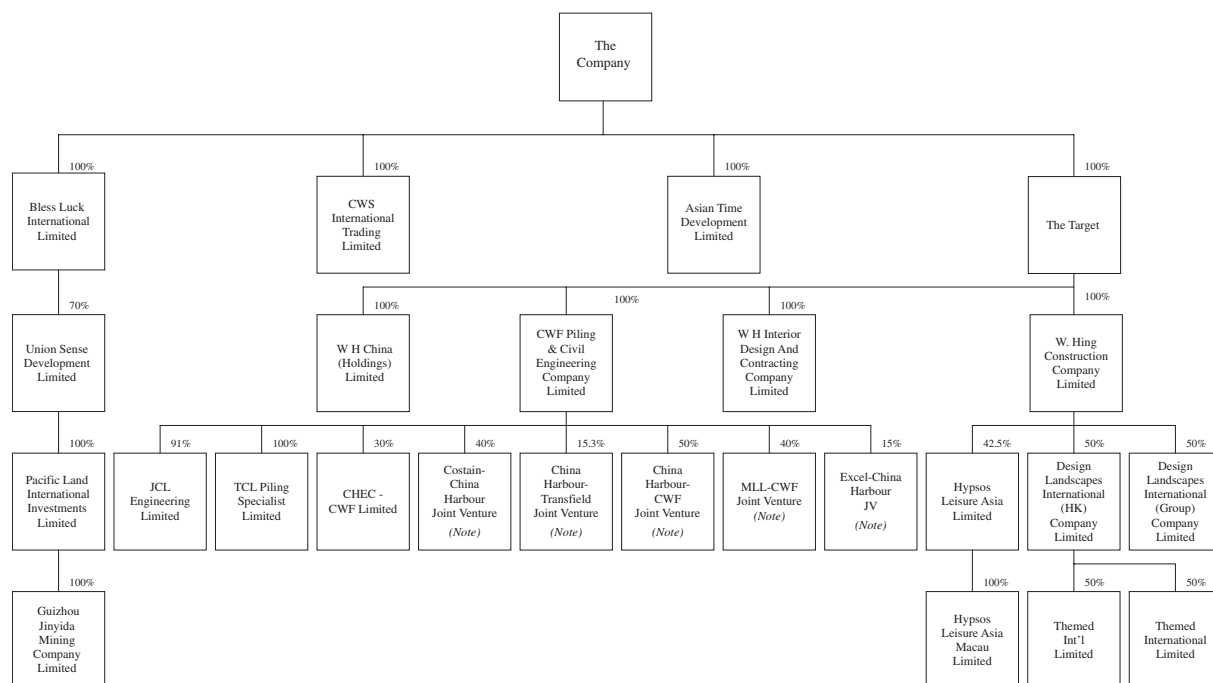 The
Company
100%
100%
100%
100%
Bless Luck
International
Limited
CWS
International
Trading
Limited
Asian Time
Development
Limited
The Target
70%
100%
100%
100%
100%
Union Sense
Development
Limited
W H China
(Holdings)
Limited
CWF Piling
& Civil
Engineering
Company
Limited
W H Interior
Design And
Contracting
Company
Limited
W. Hing
Construction
Company
Limited
100%
91%
100%
30%
40%
15.3%
50%
40%
15%
42.5%
50%
50%
Pacific Land
International
Investments
Limited
JCL
Engineering
Limited
TCL Piling
Specialist
Limited
CHEC -
CWF Limited
Costain-
China
Harbour
Joint Venture
(Note)
China
Harbour-
Transfield
Joint Venture
(Note)
China
Harbour-
CWF
Joint Venture
(Note)
MLL-CWF
Joint Venture
(Note)
Excel-China
Harbour
JV
(Note)
Hypsos
Leisure Asia
Limited
Design
Landscapes
International
(HK)
Company
Limited
Design
Landscapes
International
(Group)
Company
Limited
100%
100%
50%
50%
Guizhou
Jinyida
Mining
Company
Limited
Hypsos
Leisure Asia
Macau
Limited
Themed
Int'l
Limited
Themed
International
Limited